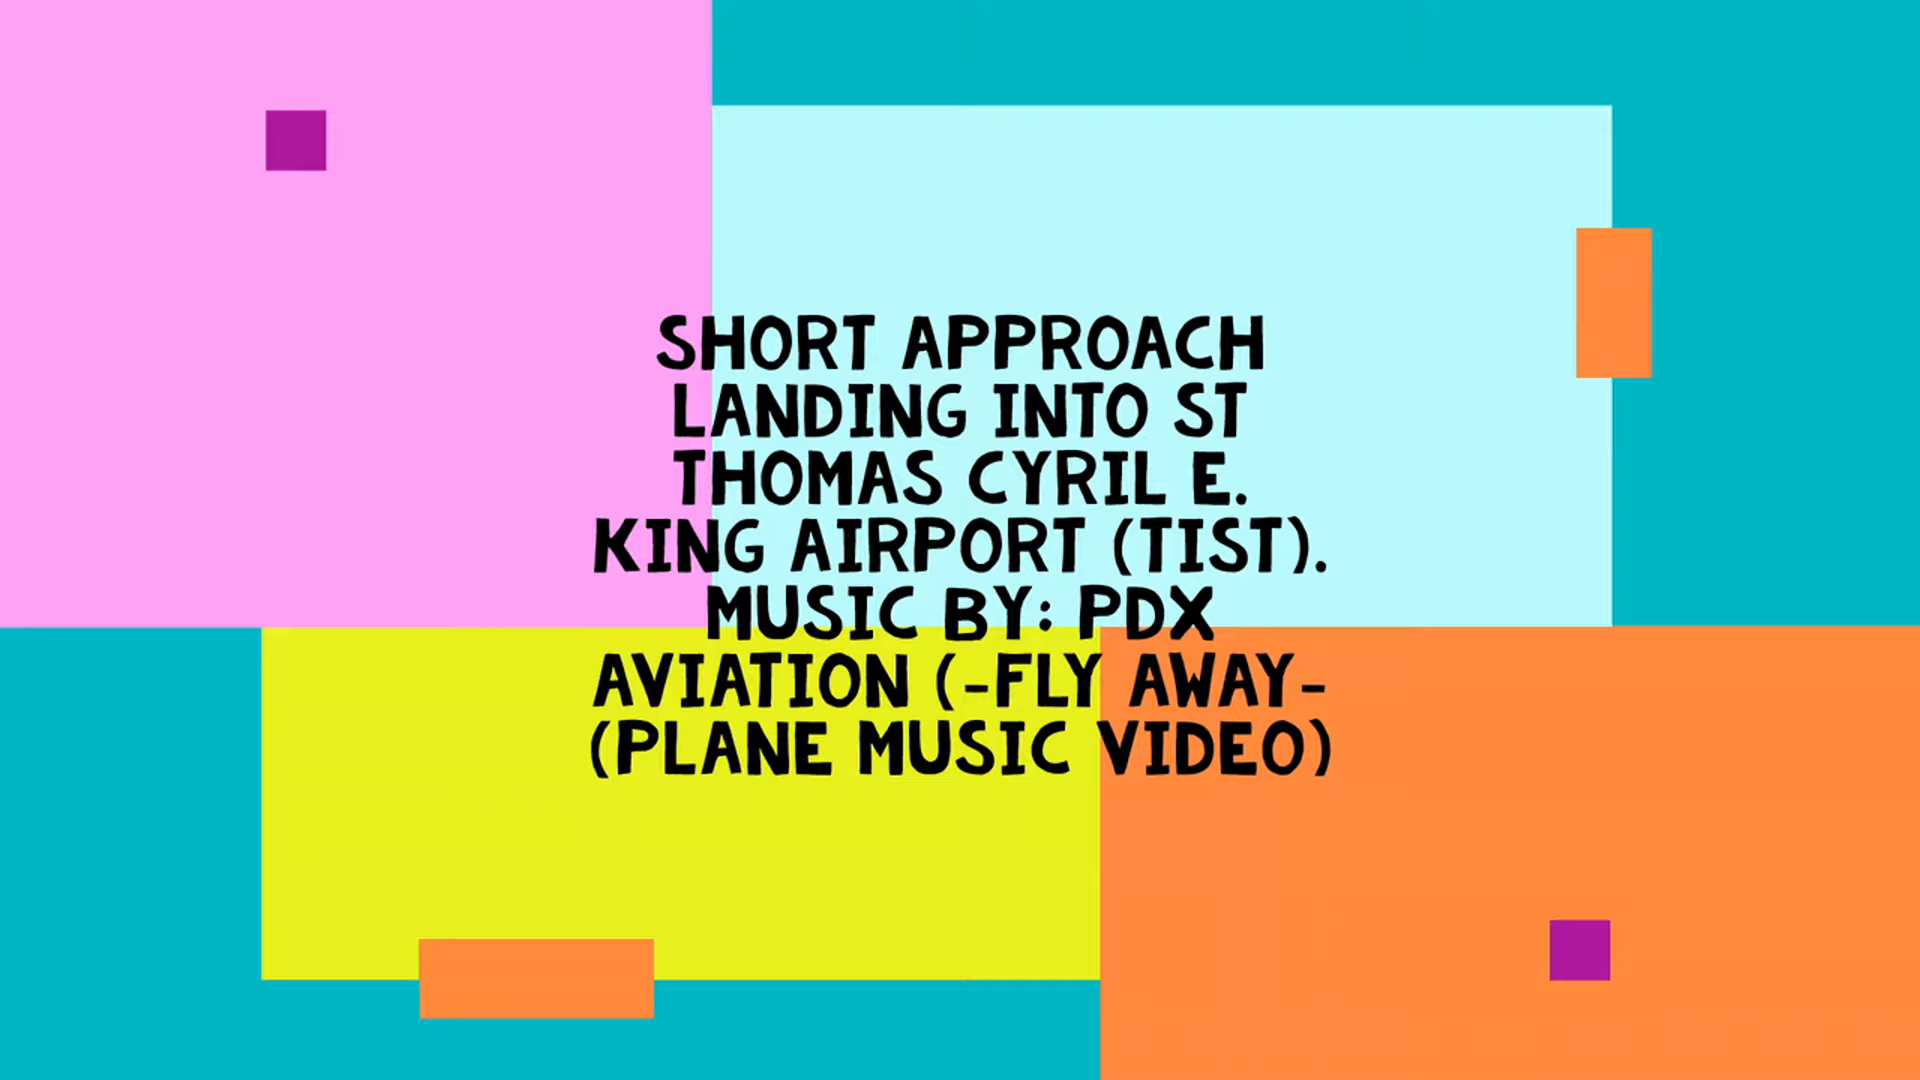 SHORT APPROACH
LANDING INTO ST
THOMAS CYRIL E.
KING AIRPORT (TIST).
MUSIC BY: PDX
AVIATION (-FLY AWAY-
(PLANE MUSIC VIDEO)